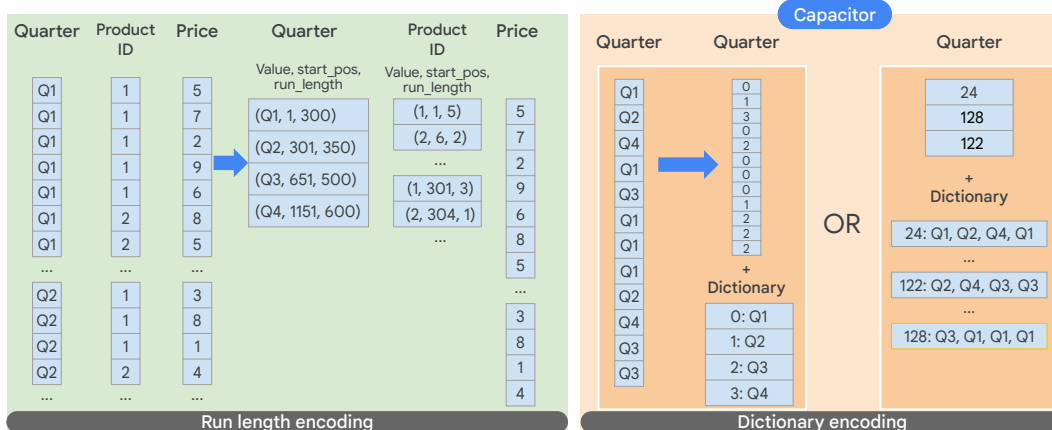 Quarter
Q1
Q1
Q1
Q1
Q1
Q1
Q1
...
Q2
Q2
Q2
Q2
...
Product
ID
1
1
1
1
1
2
2
...
1
1
1
2
...
Price
5
7
2
9
6
8
5
...
3
8
1
4
...
Quarter
Value, start_pos,
run_length
(Q1, 1, 300)
(Q2, 301, 350)
(Q3, 651, 500)
(Q4, 1151, 600)
Product
ID
Value, start_pos,
run_length
(1, 1, 5)
(2, 6, 2)
...
(1, 301, 3)
(2, 304, 1)
...
Price
5
7
2
9
6
8
5
...
3
8
1
4
Run length encoding
Capacitor
Quarter
Q1
Q2
Q4
Q1
Q3
Q1
Q1
Q1
Q2
Q4
Q3
Q3
Quarter
0
1
3
0
2
0
0
0
1
2
2
2
+
Dictionary
0: Q1
1: Q2
2: Q3
3: Q4
OR
Quarter
24
128
122
+
Dictionary
24: Q1, Q2, Q4, Q1
...
122: Q2, Q4, Q3, Q3
...
128: Q3, Q1, Q1, Q1
Dictionary encoding